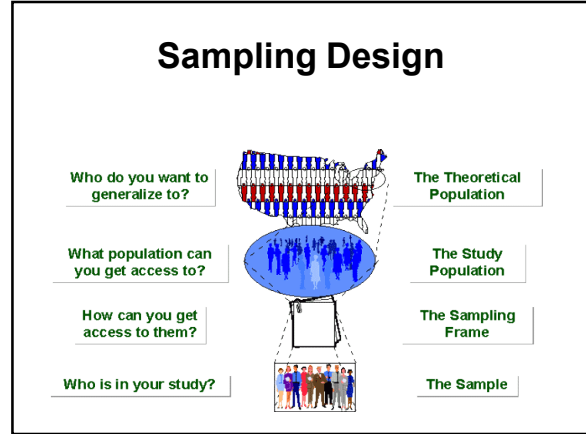 Sampling Design
Who do you want to
generalize to?
The Theoretical
Population
What population can
you get access to?
The Study
Population
How can you get
access to them?
The Sampling
Frame
Who is in your study?
The Sample